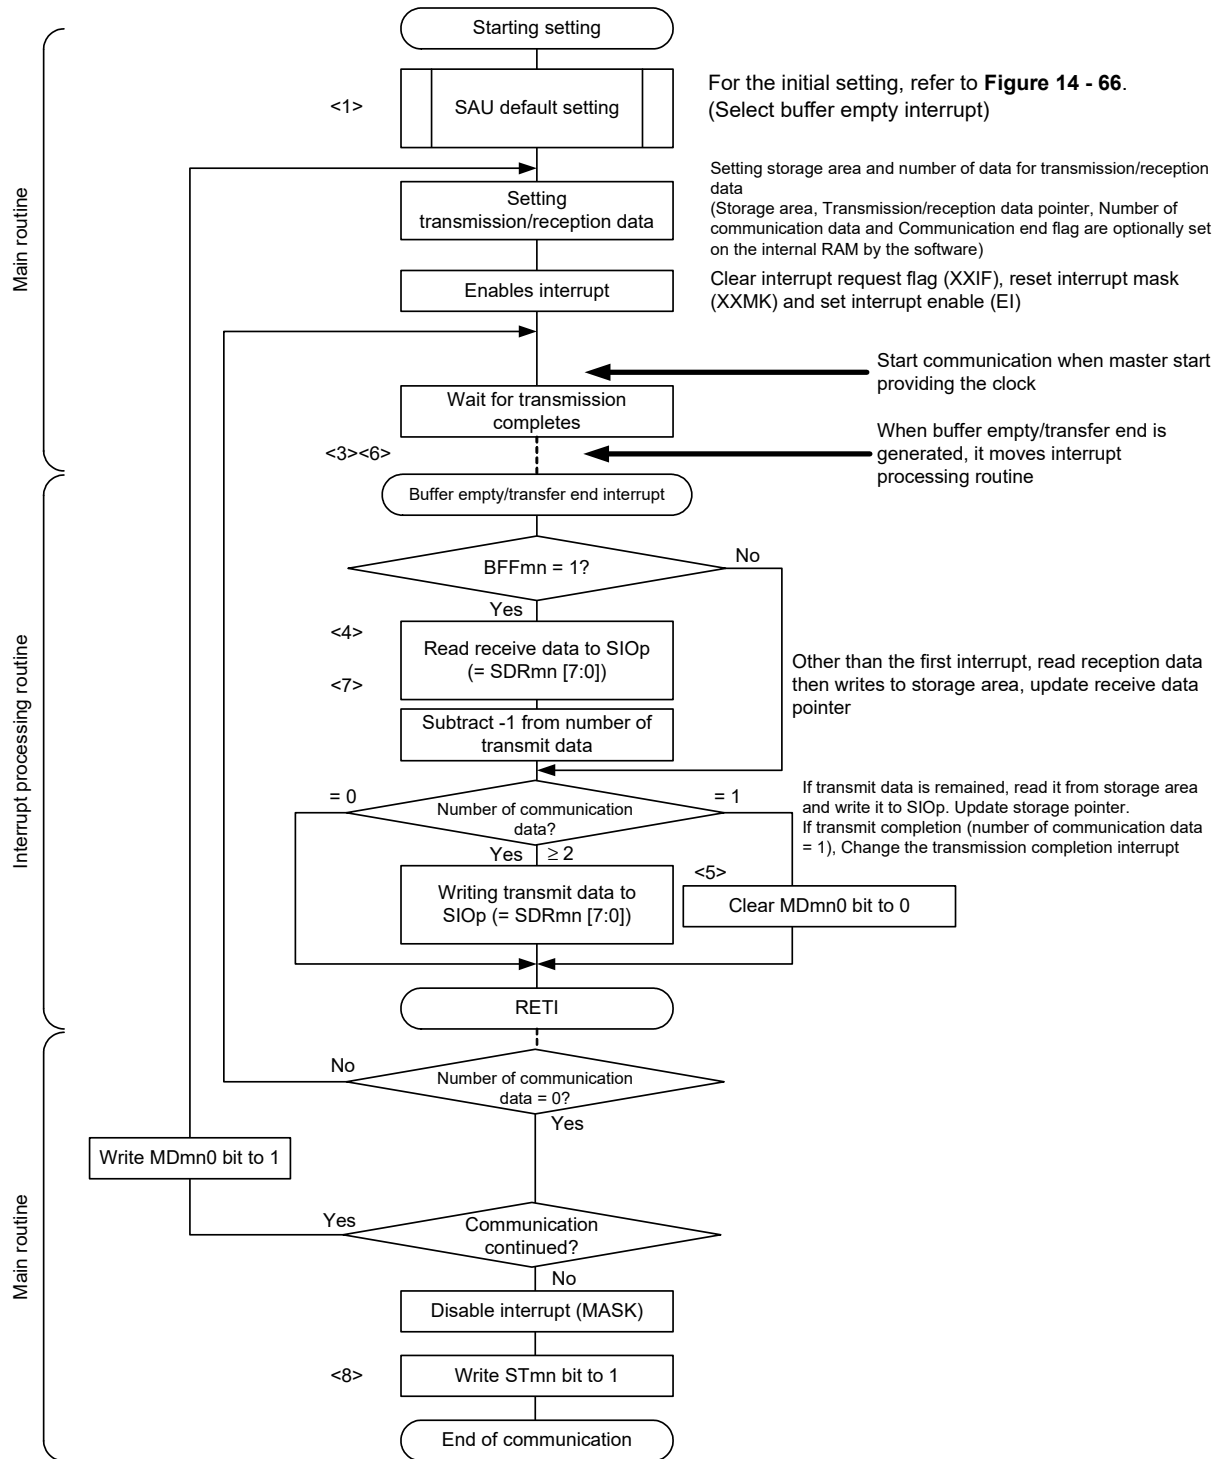 Starting setting
<1>
SAU default setting
For the initial setting, refer to Figure 14 - 66.
(Select buffer empty interrupt)
Main routine
Setting
transmission/reception data
Setting storage area and number of data for transmission/reception
data
(Storage area, Transmission/reception data pointer, Number of
communication data and Communication end flag are optionally set
on the internal RAM by the software)
Enables interrupt
Clear interrupt request flag (XXIF), reset interrupt mask
(XXMK) and set interrupt enable (EI)
Start communication when master start
providing the clock
Wait for transmission
completes
<3><6>
When buffer empty/transfer end is
generated, it moves interrupt
processing routine
Buffer empty/transfer end interrupt
Interrupt processing routine
BFFmn = 1?
No
Yes
<4>
Read receive data to SIOp
(= SDRmn [7:0])
<7>
Other than the first interrupt, read reception data
then writes to storage area, update receive data
pointer
Subtract -1 from number of
transmit data
= 0
Number of communication
data?
= 1
If transmit data is remained, read it from storage area
and write it to SIOp. Update storage pointer.
If transmit completion (number of communication data
= 1), Change the transmission completion interrupt
Yes ≥ 2
<5>
Writing transmit data to
SIOp (= SDRmn [7:0])
Clear MDmn0 bit to 0
RETI
Main routine
No
Number of communication
data = 0?
Yes
Write MDmn0 bit to 1
Yes
Communication
continued?
No
Disable interrupt (MASK)
<8>
Write STmn bit to 1
End of communication